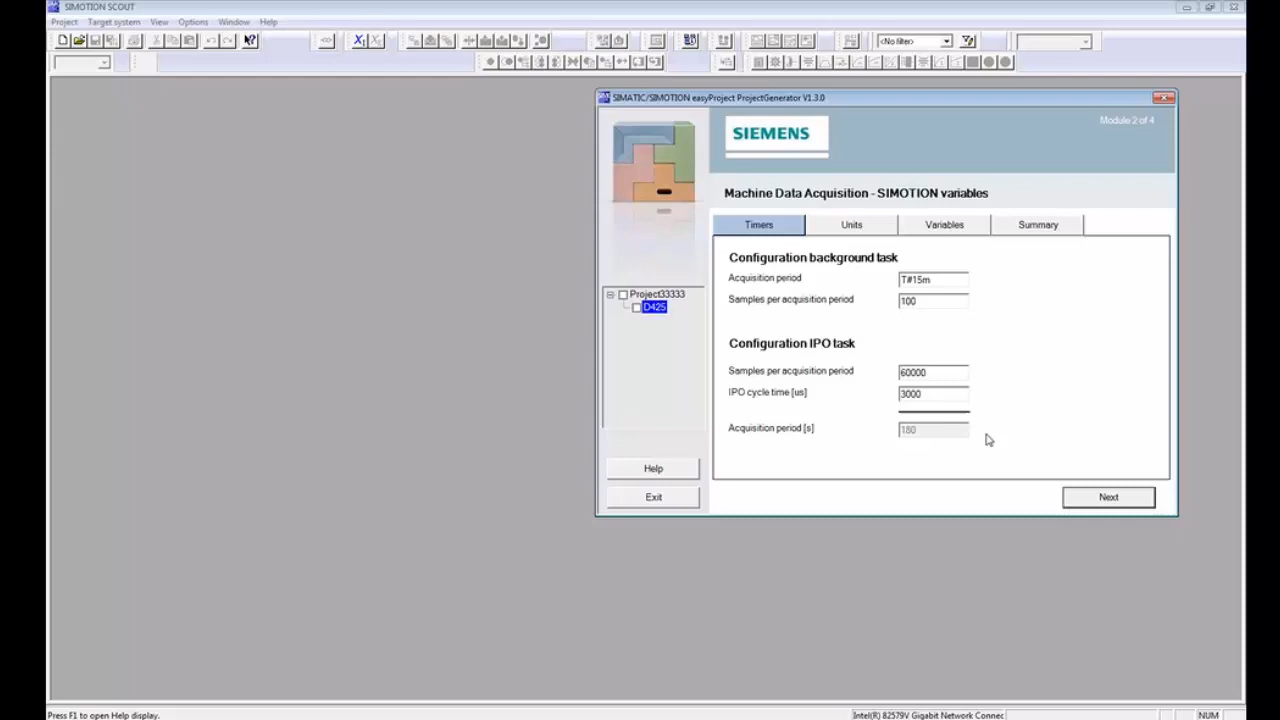 SIMOTION SCOUT
Project Target system View Options Window Help
<No filter>
SIMATIC/SIMOTION easyProject ProjectGenerator V1.3.0
SIEMENS
Module 2 of 4
Machine Data Acquisition - SIMOTION variables
Timers Units Variables Summary
Configuration background task
Acquisition period T#15m
Samples per acquisition period 100
Project33333
D425
Configuration IPO task
Samples per acquisition period 60000
IPO cycle time [us] 3000
Acquisition period [s] 180
Help
Exit
Next
Press F1 to open Help display. Intel(R) 82579V Gigabit Network Connec NUM